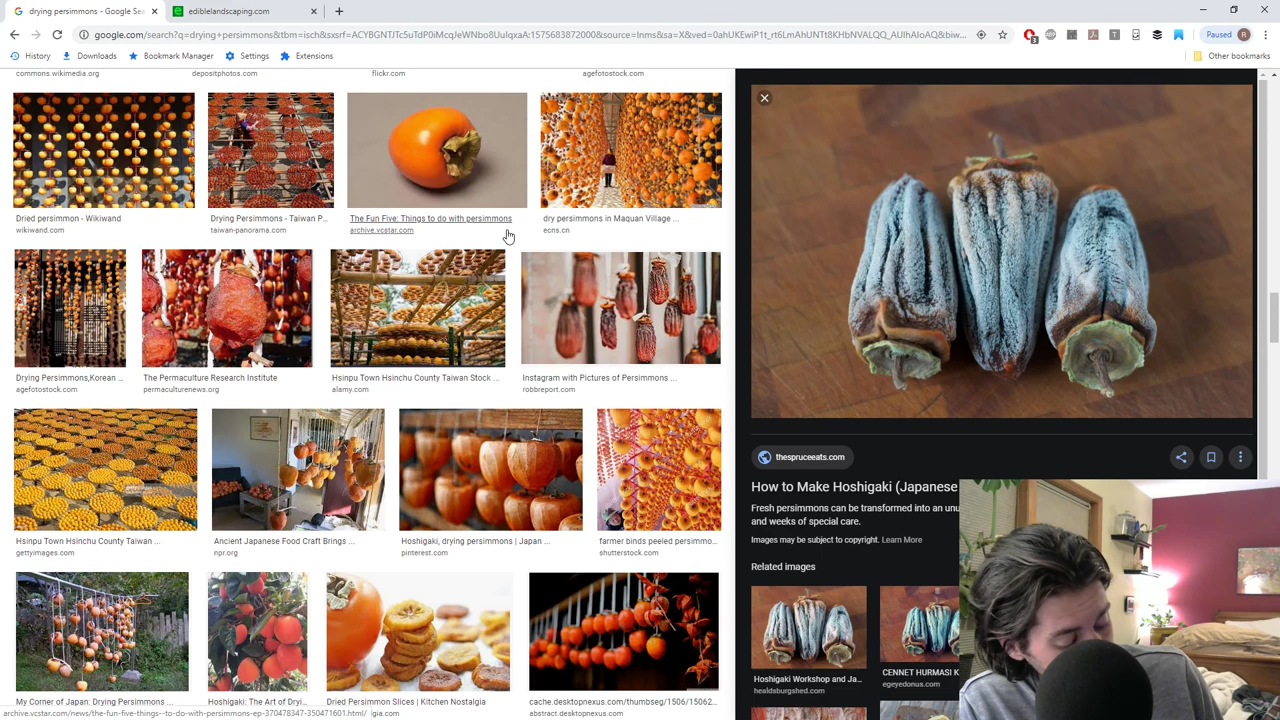 drying persimmons - Google Sea
ediblelandscaping.com
google.com/search?q=drying+persimmons&tbm=isch&sxsrf=ACYBGNTJTc5uTdP0iMcqJeWNbo8UuIqxaA:1575683872000&source=lnms&sa=X&ved=0ahUKEwiP1t_rt6LmAhUNTt8KHbNVALQQ_AUIhAIoAQ&biw...
Paused
R
History
Downloads
Bookmark Manager
Settings
Extensions
Other bookmarks
commons.wikimedia.org
depositphotos.com
flickr.com
agefotostock.com
Dried persimmon - Wikiwand
Drying Persimmons - Taiwan P...
The Fun Five: Things to do with persimmons
dry persimmons in Maquan Village ...
wikiwand.com
taiwan-panorama.com
archive.vcstar.com
ecns.cn
Drying Persimmons,Korean ...
The Permaculture Research Institute
Hsinpu Town Hsinchu County Taiwan Stock ...
Instagram with Pictures of Persimmons ...
agefotostock.com
permaculturenews.org
alamy.com
robbreport.com
Hsinpu Town Hsinchu County Taiwan ...
Ancient Japanese Food Craft Brings ...
Hoshigaki, drying persimmons | Japan ...
farmer binds peeled persimmo...
gettyimages.com
npr.org
pinterest.com
shutterstock.com
My Corner of Japan: Drying Persimmons ...
Hoshigaki: The Art of Dryi...
Dried Persimmon Slices | Kitchen Nostalgia
cache.desktopnexus.com/thumbseg/1506/15062...
archive.vcstar.com/news/the-fun-five-things--to-do-with-persimmons-ep-370478347-350471601.html/
gia.com
abstract.desktopnexus.com
thespruceeats.com
How to Make Hoshigaki (Japanese
Fresh persimmons can be transformed into an unu
and weeks of special care.
Images may be subject to copyright. Learn More
Related images
Hoshigaki Workshop and Ja...
CENNET HURMASI K
healdsburgshed.com
egeyedonus.com